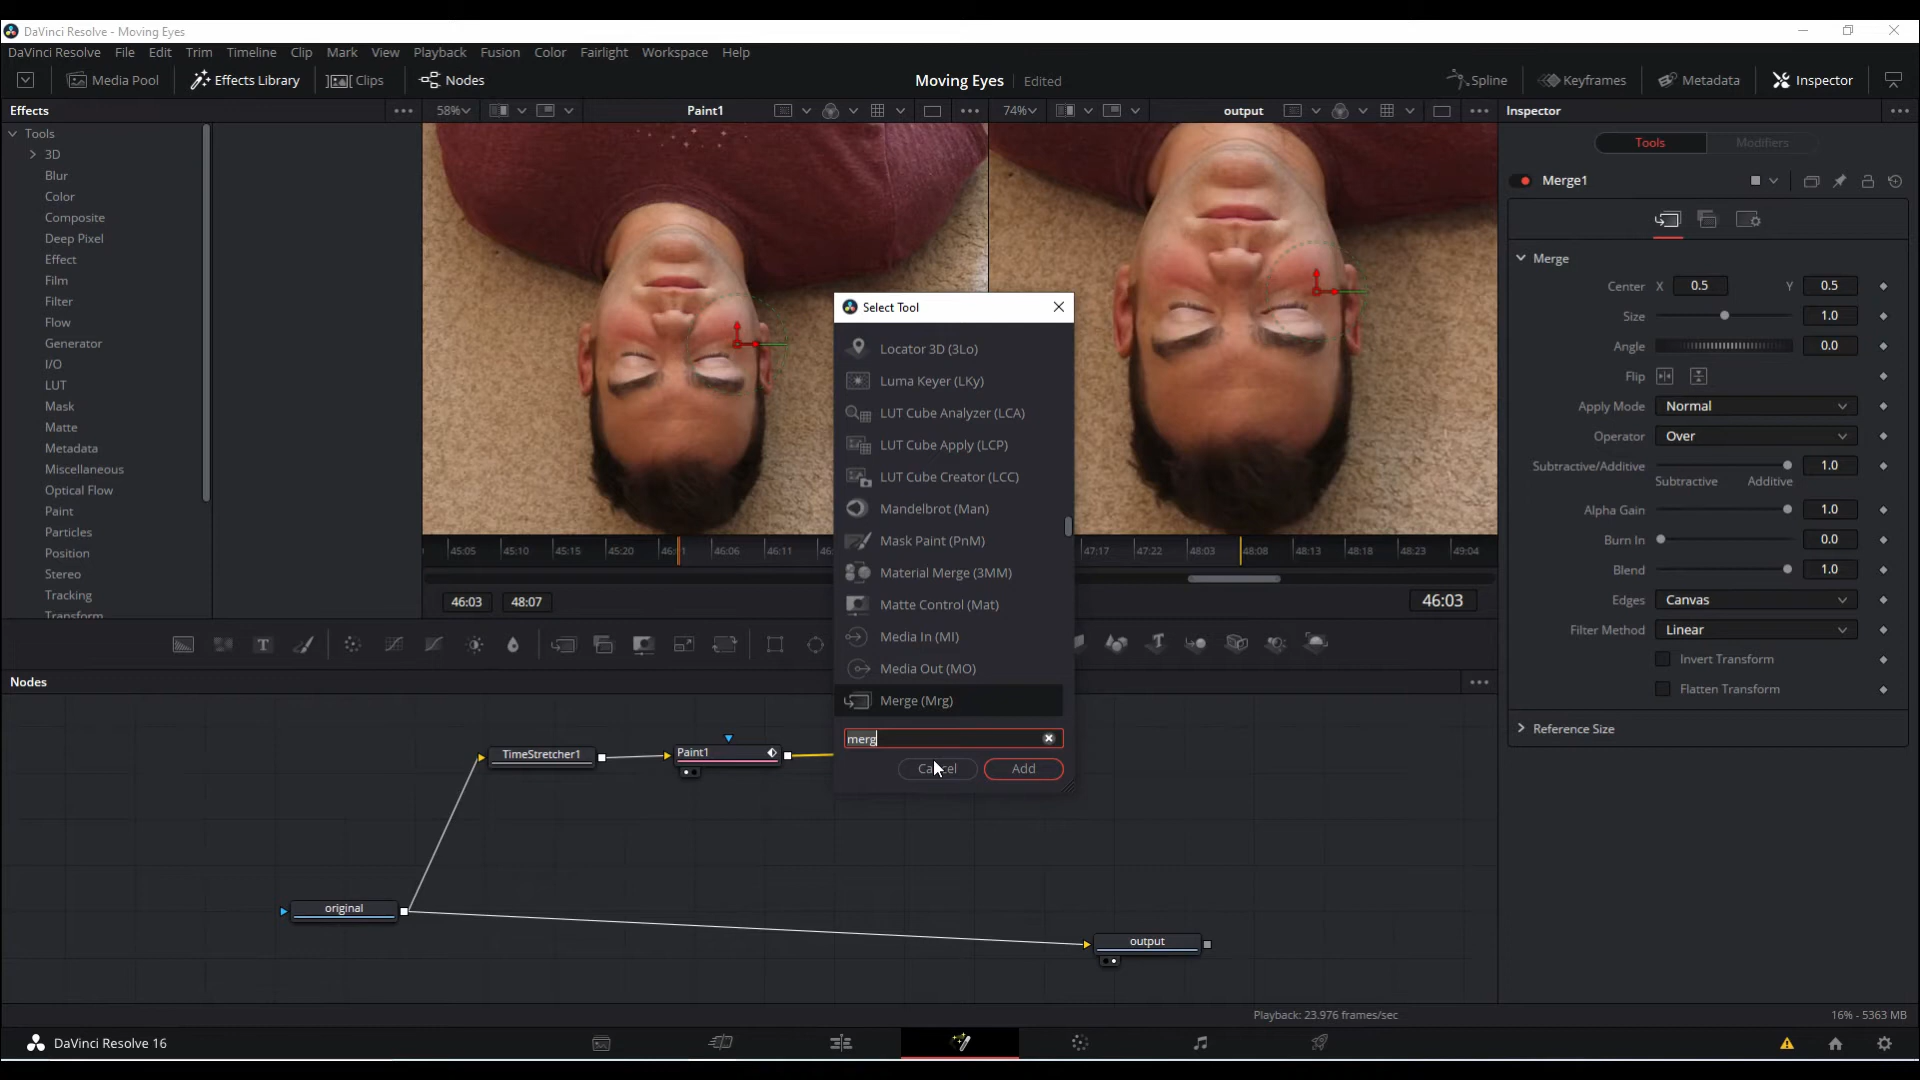 DaVinci Resolve - Moving Eyes
DaVinci Resolve File Edit Trim Timeline Clip Mark View Playback Fusion Color Fairlight Workspace Help
Media Pool Effects Library Clips Nodes Moving Eyes Edited Spline Keyframes Metadata Inspector
Effects 58% Paint1 74% output Inspector
Tools
3D
Blur
Color
Composite
Deep Pixel
Effect
Film
Filter
Flow
Generator
I/O
LUT
Mask
Matte
Metadata
Miscellaneous
Optical Flow
Paint
Particles
Position
Stereo
Tracking
Transform
45:05 45:10 45:15 45:20 46:06 46:11
47:17 47:22 48:03 48:08 48:13 48:18 48:23 49:04
46:03 48:07 46:03
Select Tool
Locator 3D (3Lo)
Luma Keyer (LKy)
LUT Cube Analyzer (LCA)
LUT Cube Apply (LCP)
LUT Cube Creator (LCC)
Mandelbrot (Man)
Mask Paint (PnM)
Material Merge (3MM)
Matte Control (Mat)
Media In (MI)
Media Out (MO)
Merge (Mrg)
merg
Cancel Add
Tools Modifiers
Merge1
Merge
Center X 0.5 Y 0.5
Size 1.0
Angle 0.0
Flip
Apply Mode Normal
Operator Over
Subtractive/Additive 1.0
Subtractive Additive
Alpha Gain 1.0
Burn In 0.0
Blend 1.0
Edges Canvas
Filter Method Linear
Invert Transform
Flatten Transform
Reference Size
Nodes
TimeStretcher1
Paint1
original
output
Playback: 23.976 frames/sec 16% - 5363 MB
DaVinci Resolve 16